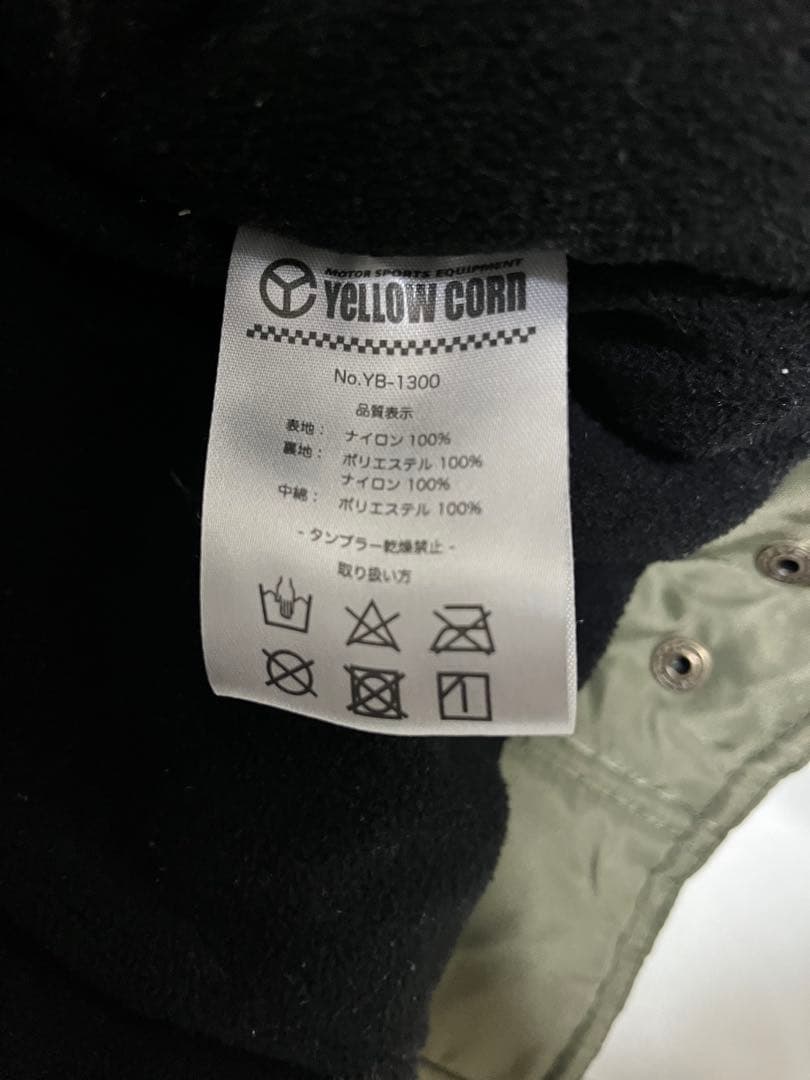 MOTOR SPORTS EQUIPMENT
YELLOW CORN
No.YB-1300
品質表示
表地： ナイロン 100%
裏地： ポリエステル 100%
ナイロン 100%
中綿： ポリエステル 100%
- タンブラー乾燥禁止 -
取り扱い方